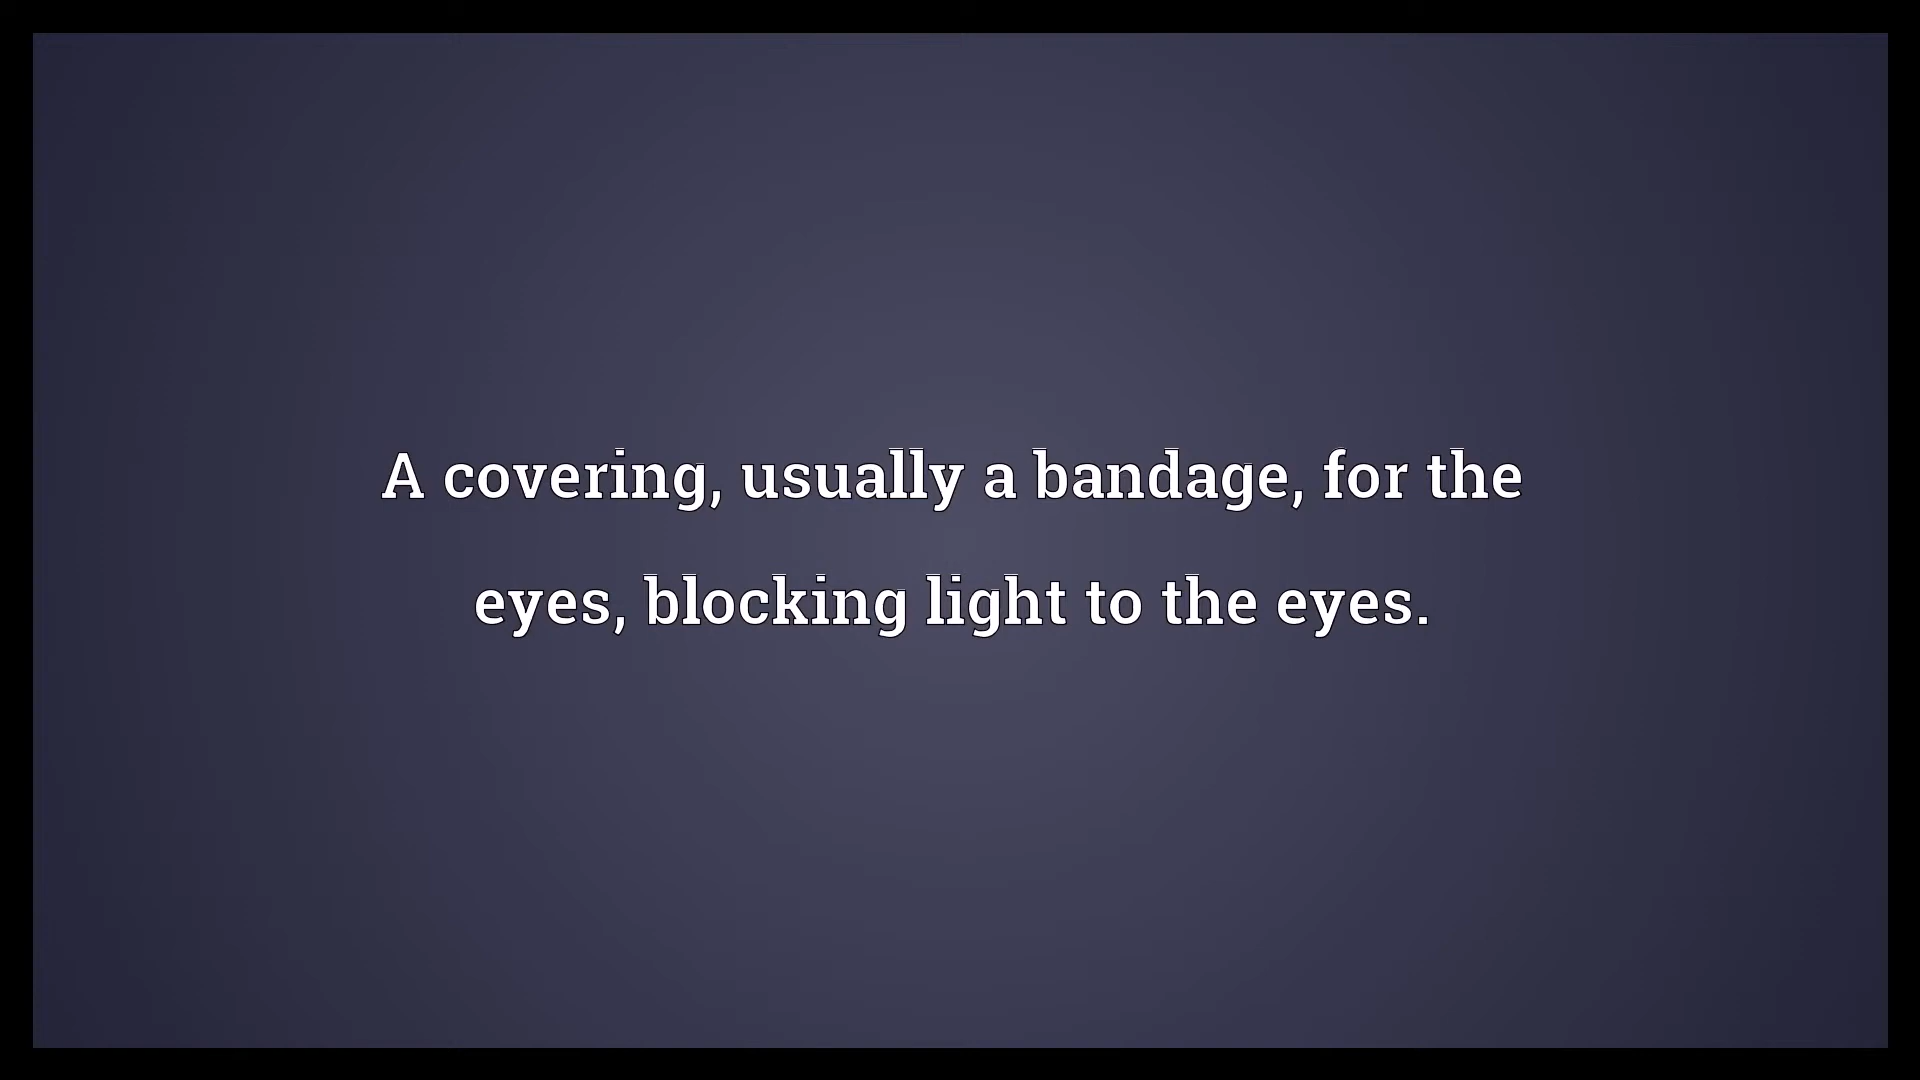 A covering, usually a bandage, for the
eyes, blocking light to the eyes.